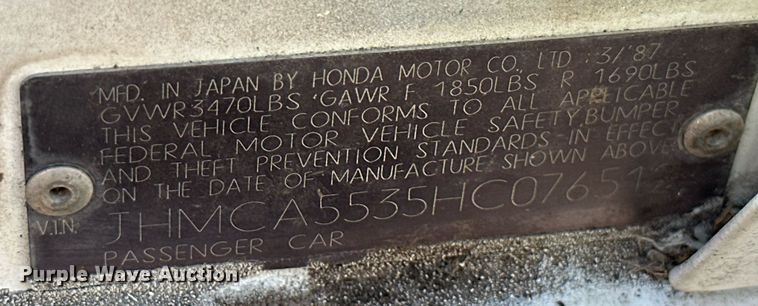 MFD. IN JAPAN BY HONDA MOTOR CO., LTD. :3/'87
GVWR3470LBS 'GAWR F 1850LBS R 1690LBS
THIS VEHICLE CONFORMS TO ALL APPLICABLE
FEDERAL MOTOR VEHICLE SAFETY,BUMPER
AND THEFT PREVENTION STANDARDS IN EFFECT
ON THE DATE OF MANUFACTURE SHOWN ABOVE
V.I.N. JHMCA5535HC076512
PASSENGER CAR
Purple Wave Auction